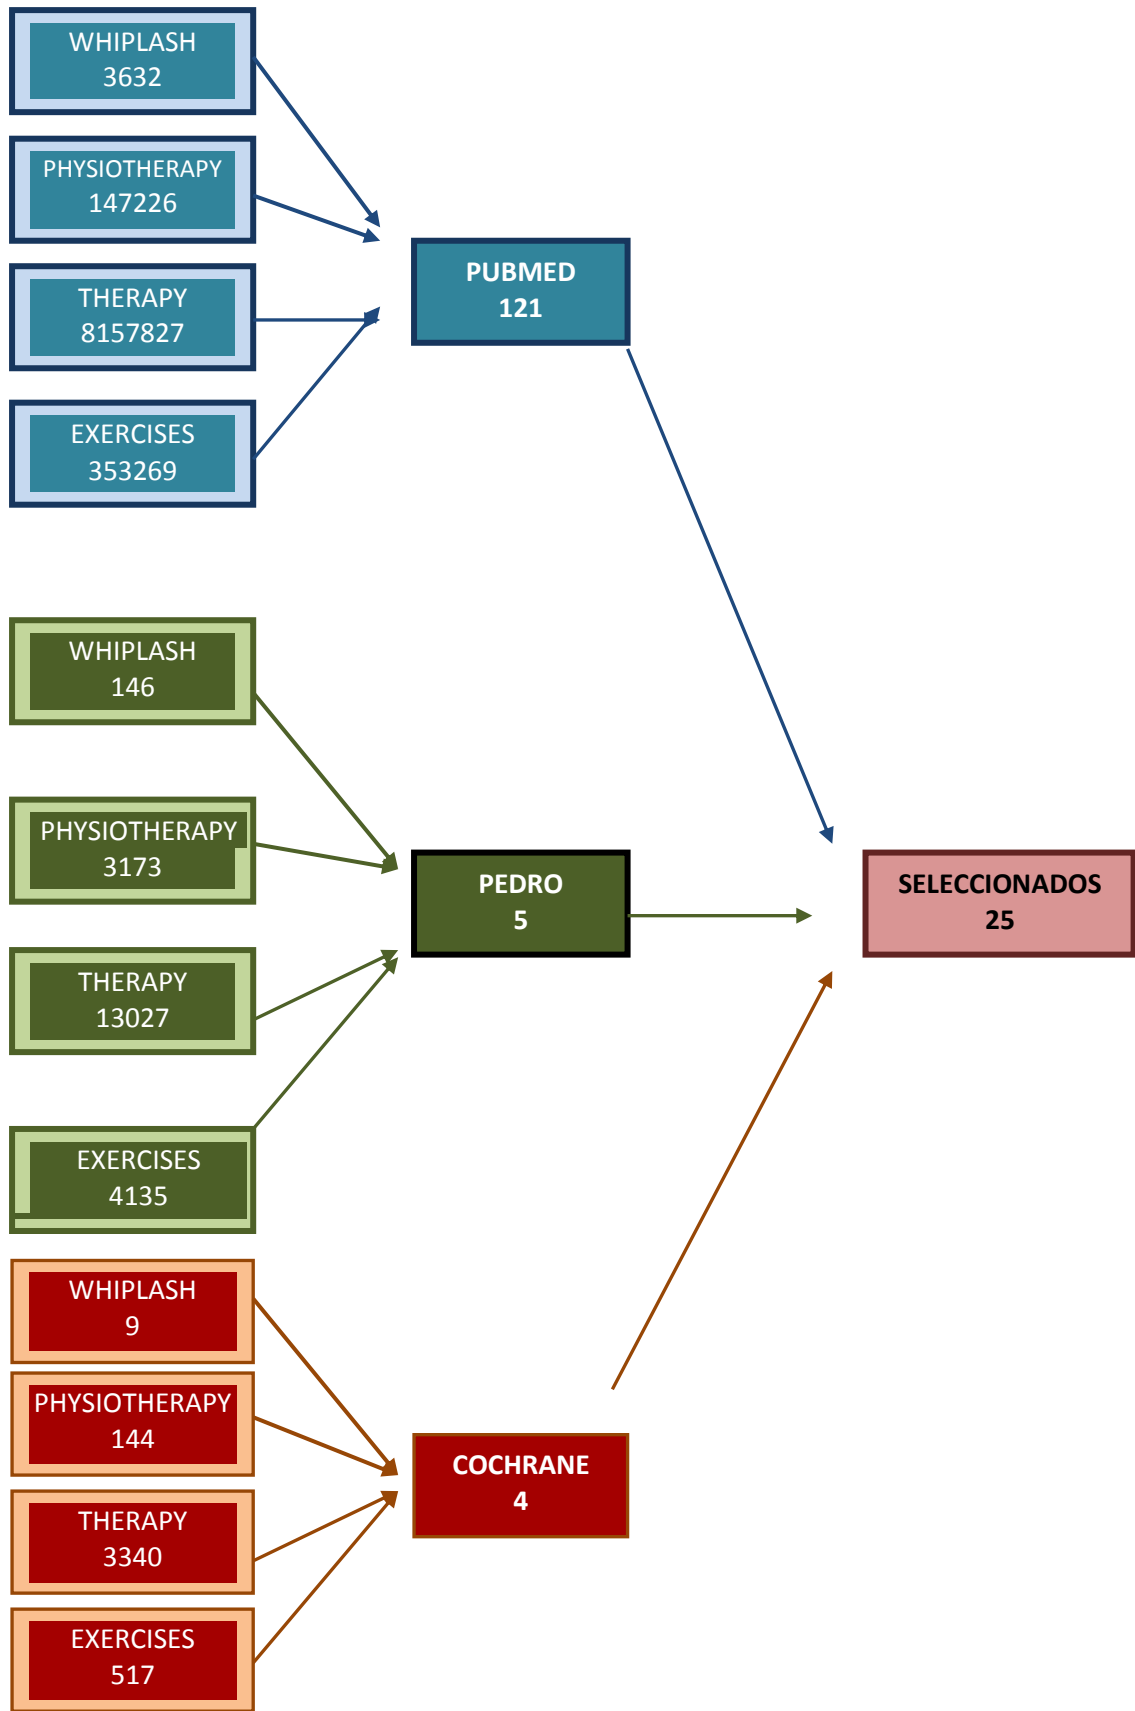 WHIPLASH
3632
PHYSIOTHERAPY
147226
THERAPY
8157827
EXERCISES
353269
PUBMED
121
WHIPLASH
146
PHYSIOTHERAPY
3173
THERAPY
13027
EXERCISES
4135
PEDRO
5
SELECCIONADOS
25
WHIPLASH
9
PHYSIOTHERAPY
144
THERAPY
3340
EXERCISES
517
COCHRANE
4